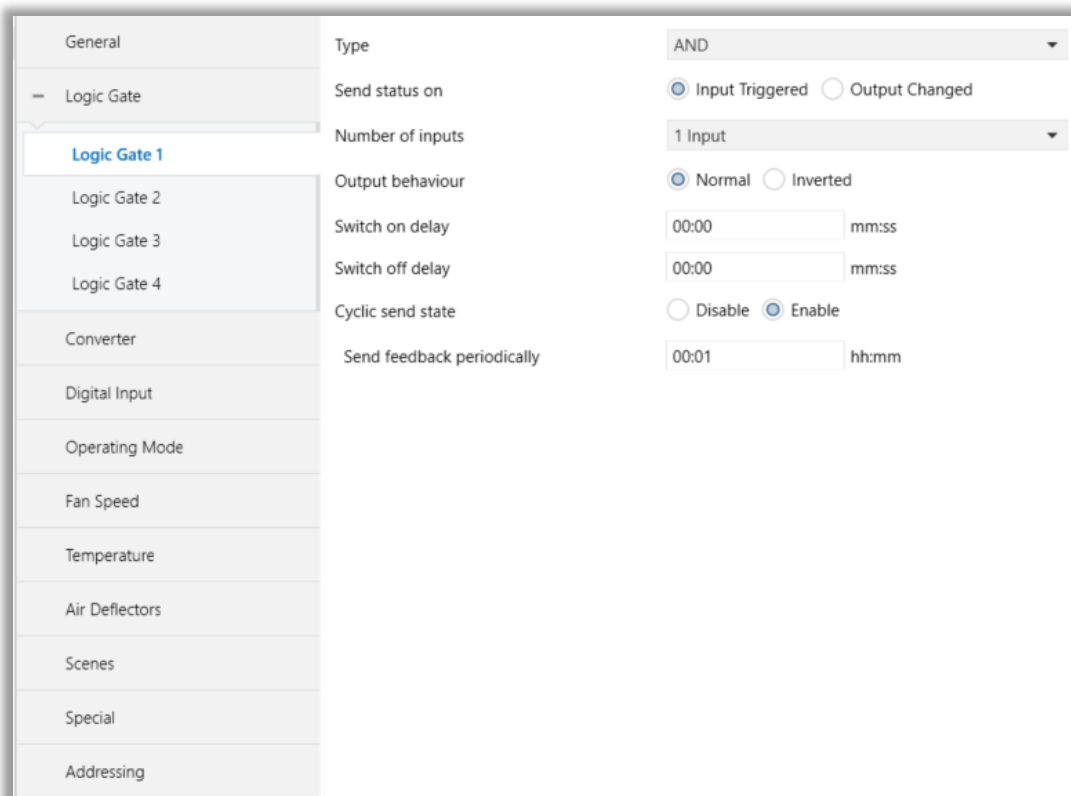 General
Logic Gate
Logic Gate 1
Logic Gate 2
Logic Gate 3
Logic Gate 4
Converter
Digital Input
Operating Mode
Fan Speed
Temperature
Air Deflectors
Scenes
Special
Addressing
Type AND
Send status on Input Triggered Output Changed
Number of inputs 1 Input
Output behaviour Normal Inverted
Switch on delay 00:00 mm:ss
Switch off delay 00:00 mm:ss
Cyclic send state Disable Enable
Send feedback periodically 00:01 hh:mm